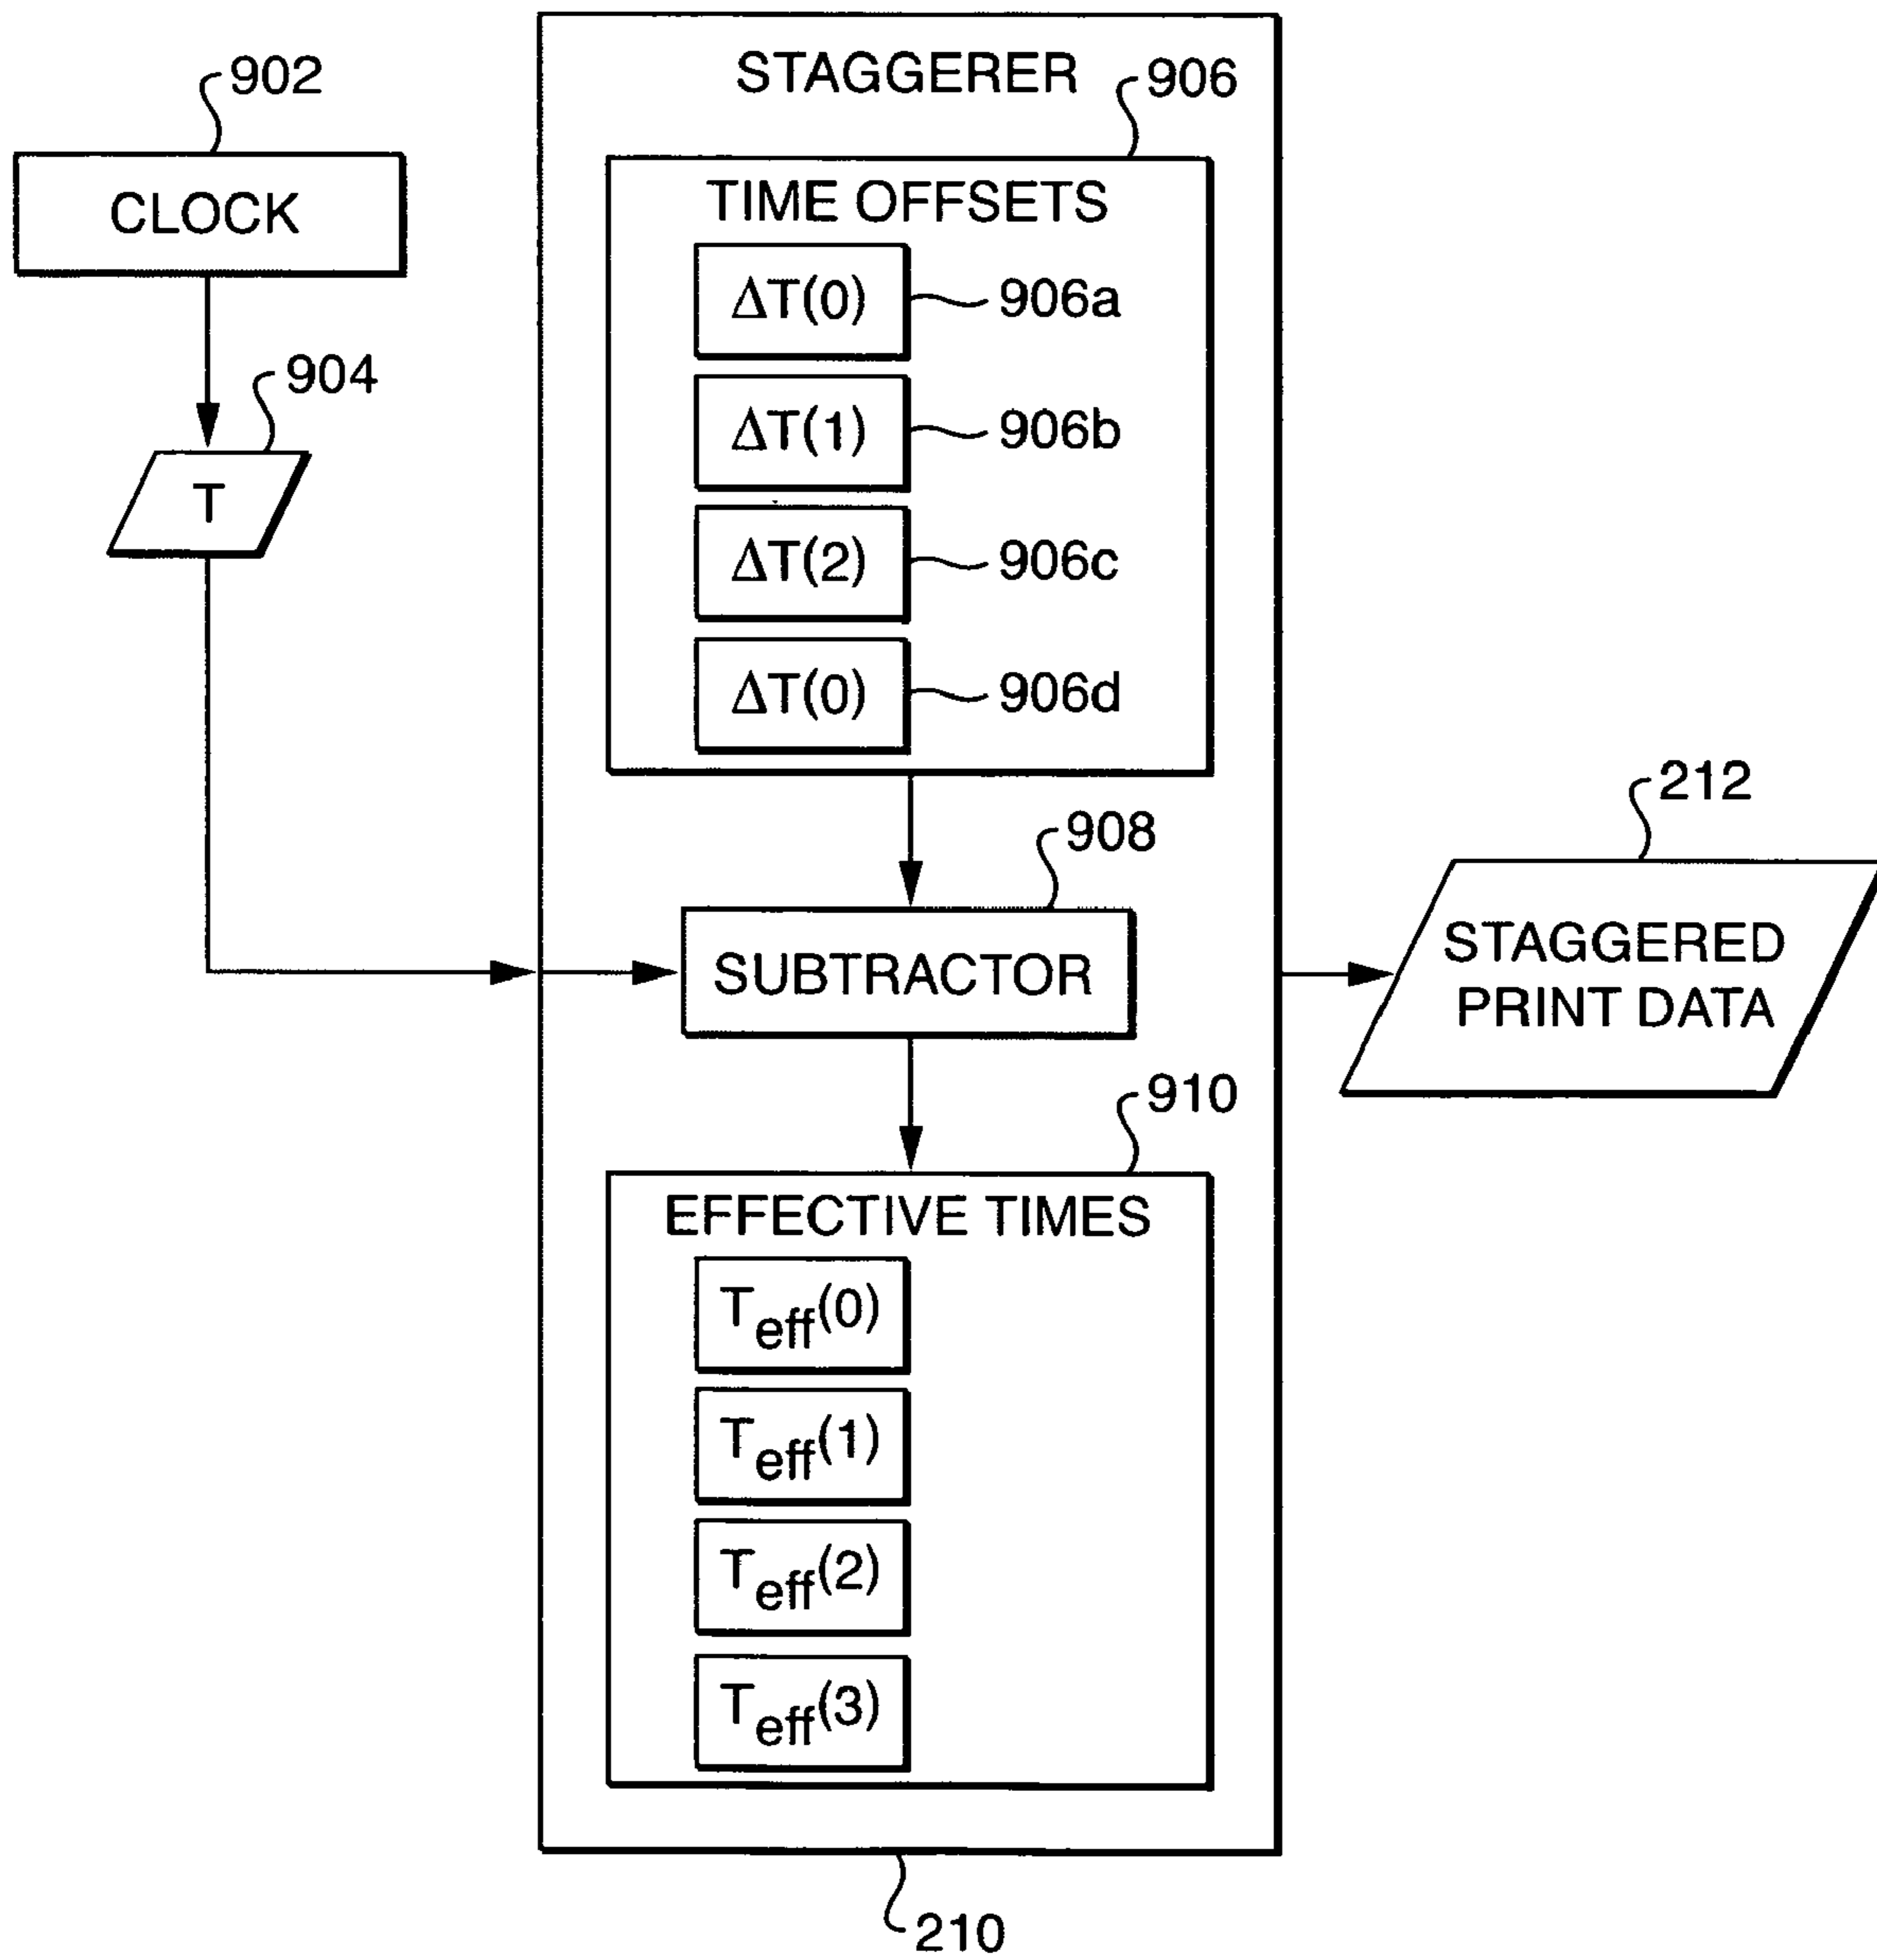 902
CLOCK
904
T
STAGGERER
906
TIME OFFSETS
ΔT(0)
906a
ΔT(1)
906b
ΔT(2)
906c
ΔT(0)
906d
908
SUBTRACTOR
910
EFFECTIVE TIMES
Teff(0)
Teff(1)
Teff(2)
Teff(3)
210
212
STAGGERED
PRINT DATA